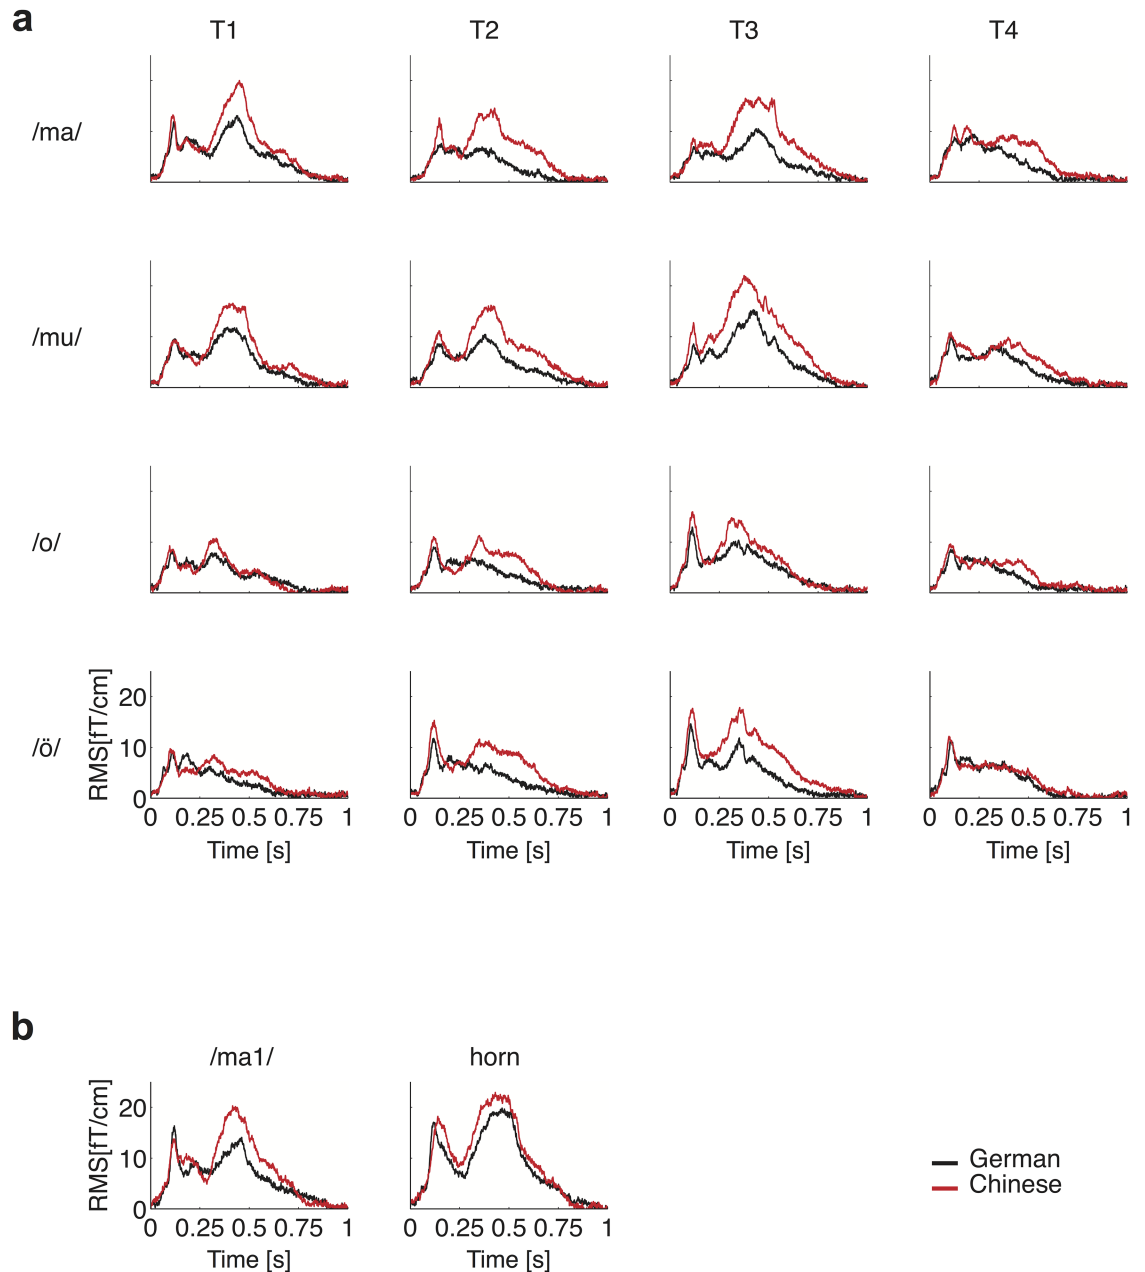 a
T1 T2 T3 T4
/ma/
/mu/
/o/
/ö/
RMS[fT/cm]
20
10
0
0 0.25 0.5 0.75 1 0 0.25 0.5 0.75 1 0 0.25 0.5 0.75 1 0 0.25 0.5 0.75 1
Time [s] Time [s] Time [s] Time [s]
b
/ma1/ horn
RMS[fT/cm]
20
10
0
0 0.25 0.5 0.75 1 0 0.25 0.5 0.75 1
Time [s] Time [s]
German
Chinese